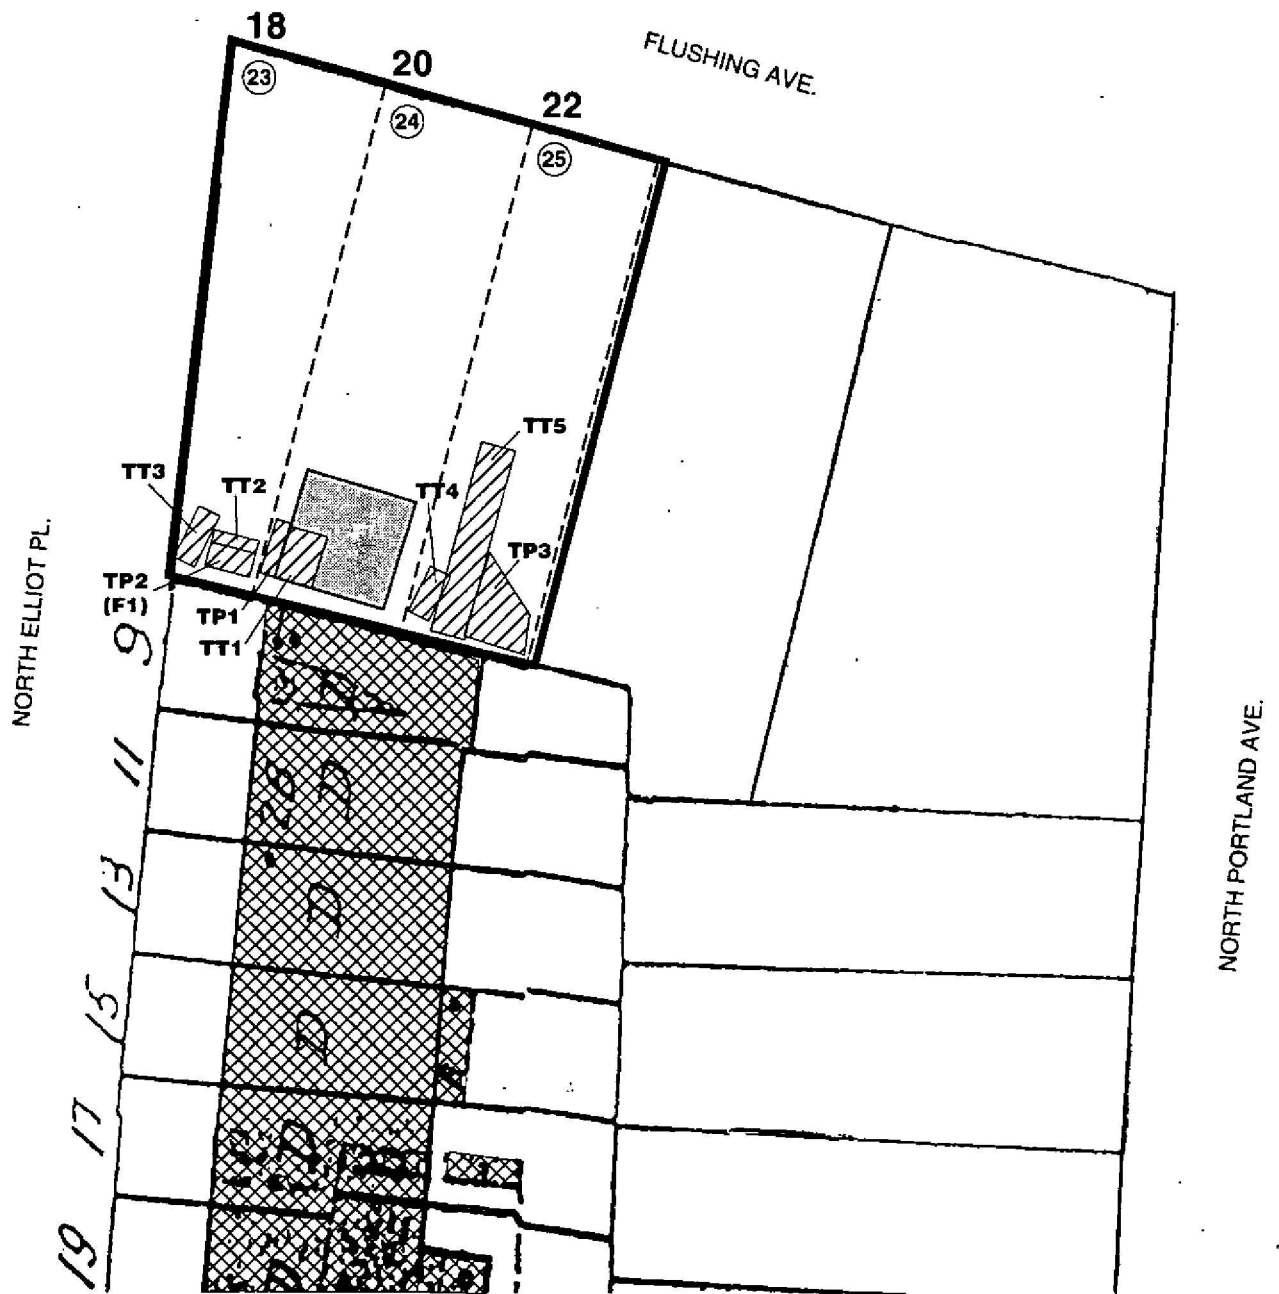 18
FLUSHING AVE.
20
23
22
24
25
TT5
TT3
TT2
TT4
TP3
NORTH ELLIOT PL.
TP2
(F1)
TP1
TT1
9
D
11
28
D
NORTH PORTLAND AVE.
13
D
15
D
17
D
19
D